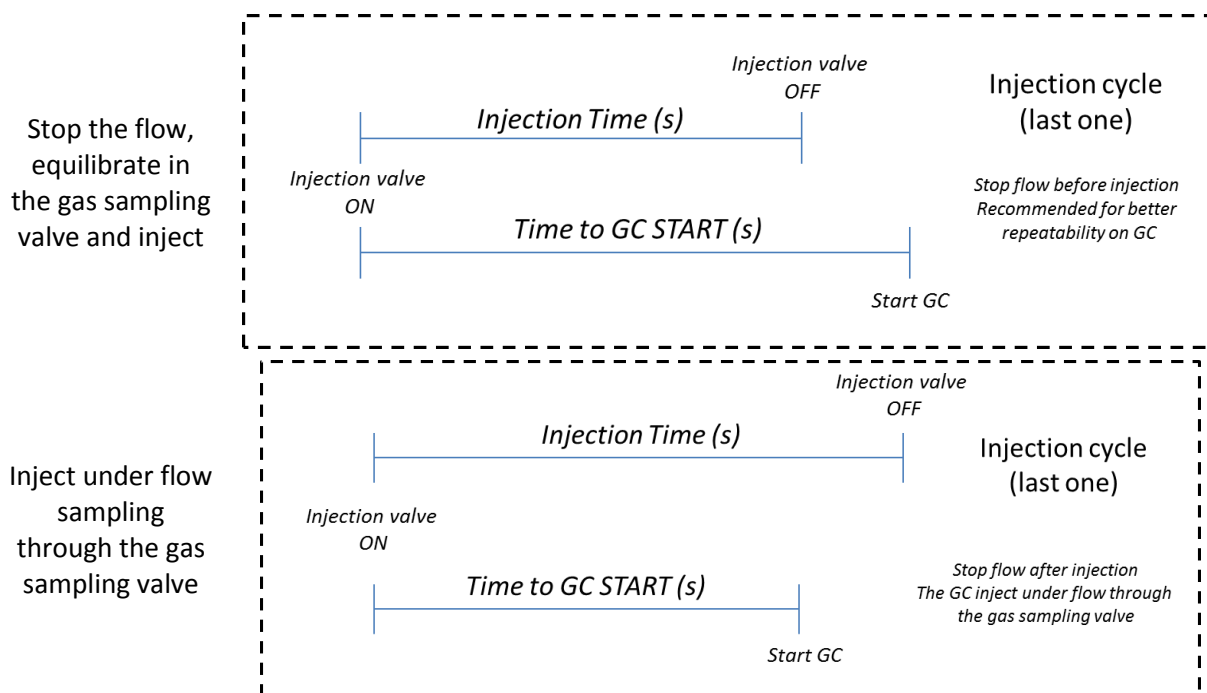 Stop the flow,
equilibrate in
the gas sampling
valve and inject
Injection valve
OFF
Injection Time (s)
Injection valve
ON
Time to GC START (s)
Start GC
Injection cycle
(last one)
Stop flow before injection
Recommended for better
repeatability on GC
Inject under flow
sampling
through the gas
sampling valve
Injection valve
OFF
Injection Time (s)
Injection valve
ON
Time to GC START (s)
Start GC
Injection cycle
(last one)
Stop flow after injection
The GC inject under flow through
the gas sampling valve